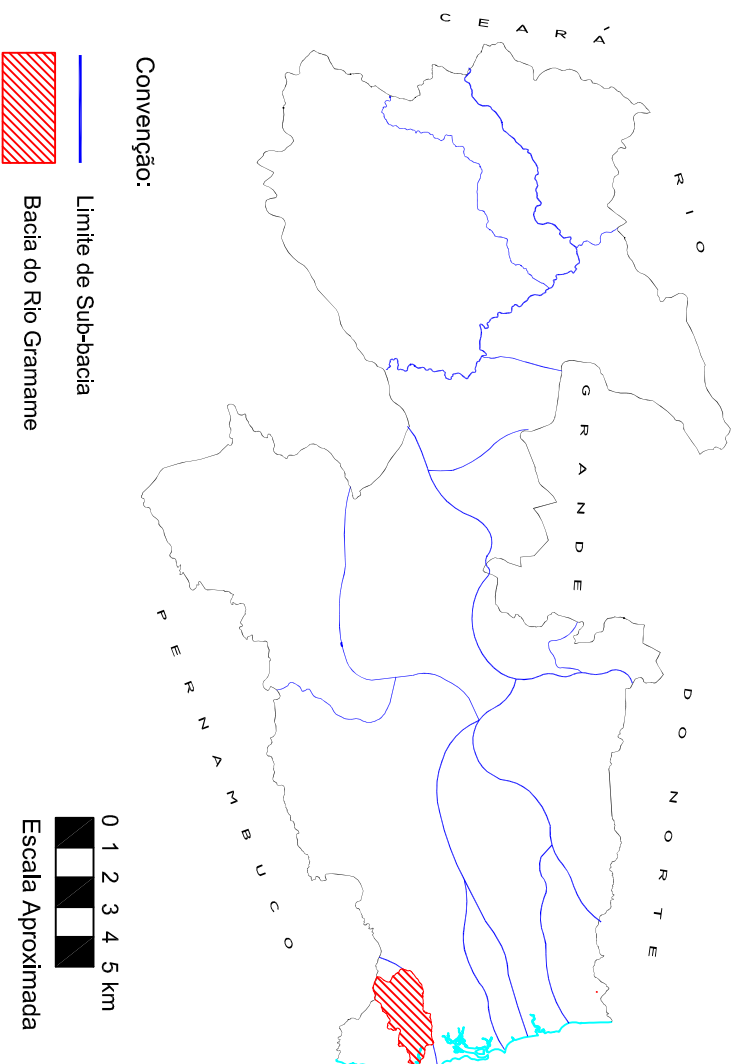 CEARÁ
RIO
GRANDE
DO NORTE
PERNAMBUCO
Convenção:
Limite de Sub-bacia
Bacia do Rio Gramame
0 1 2 3 4 5 km
Escala Aproximada